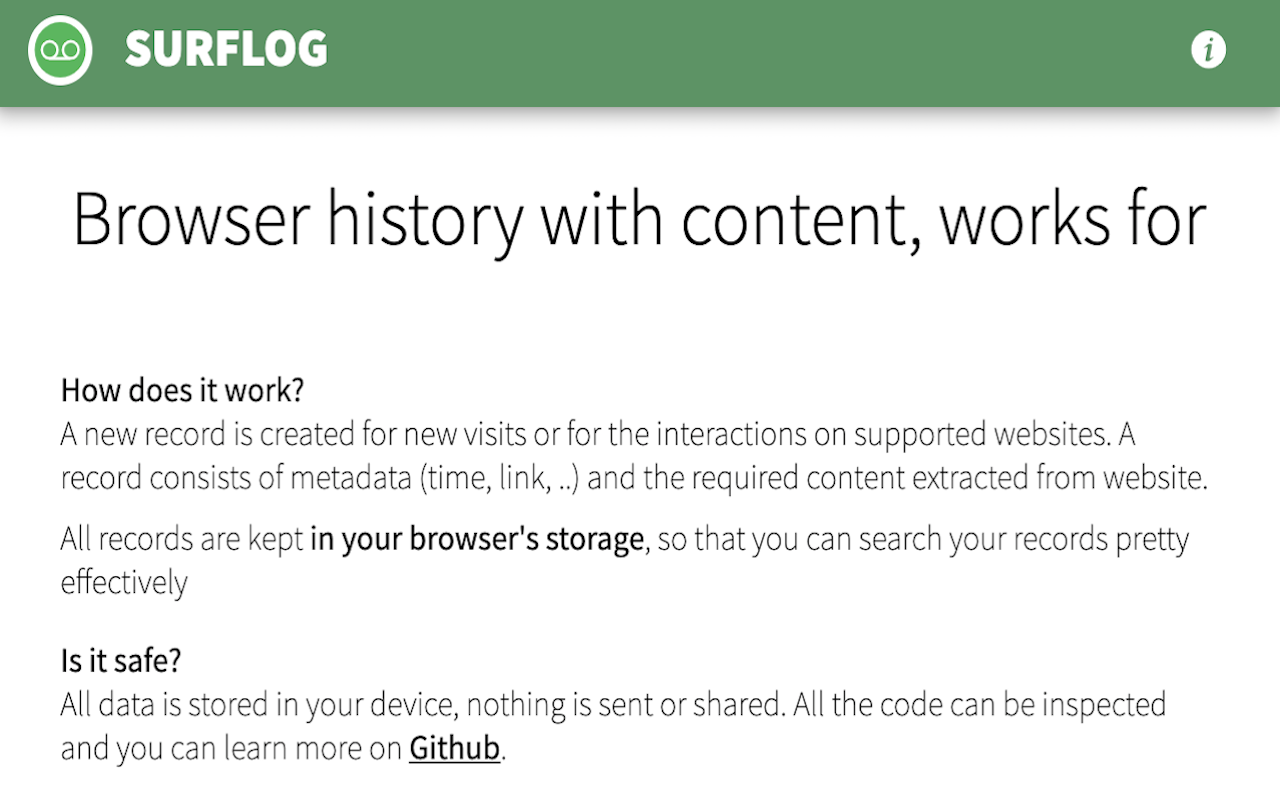 SURFLOG
i
Browser history with content, works for
How does it work?
A new record is created for new visits or for the interactions on supported websites. A
record consists of metadata (time, link, ..) and the required content extracted from website.
All records are kept in your browser's storage, so that you can search your records pretty
effectively
Is it safe?
All data is stored in your device, nothing is sent or shared. All the code can be inspected
and you can learn more on Github.